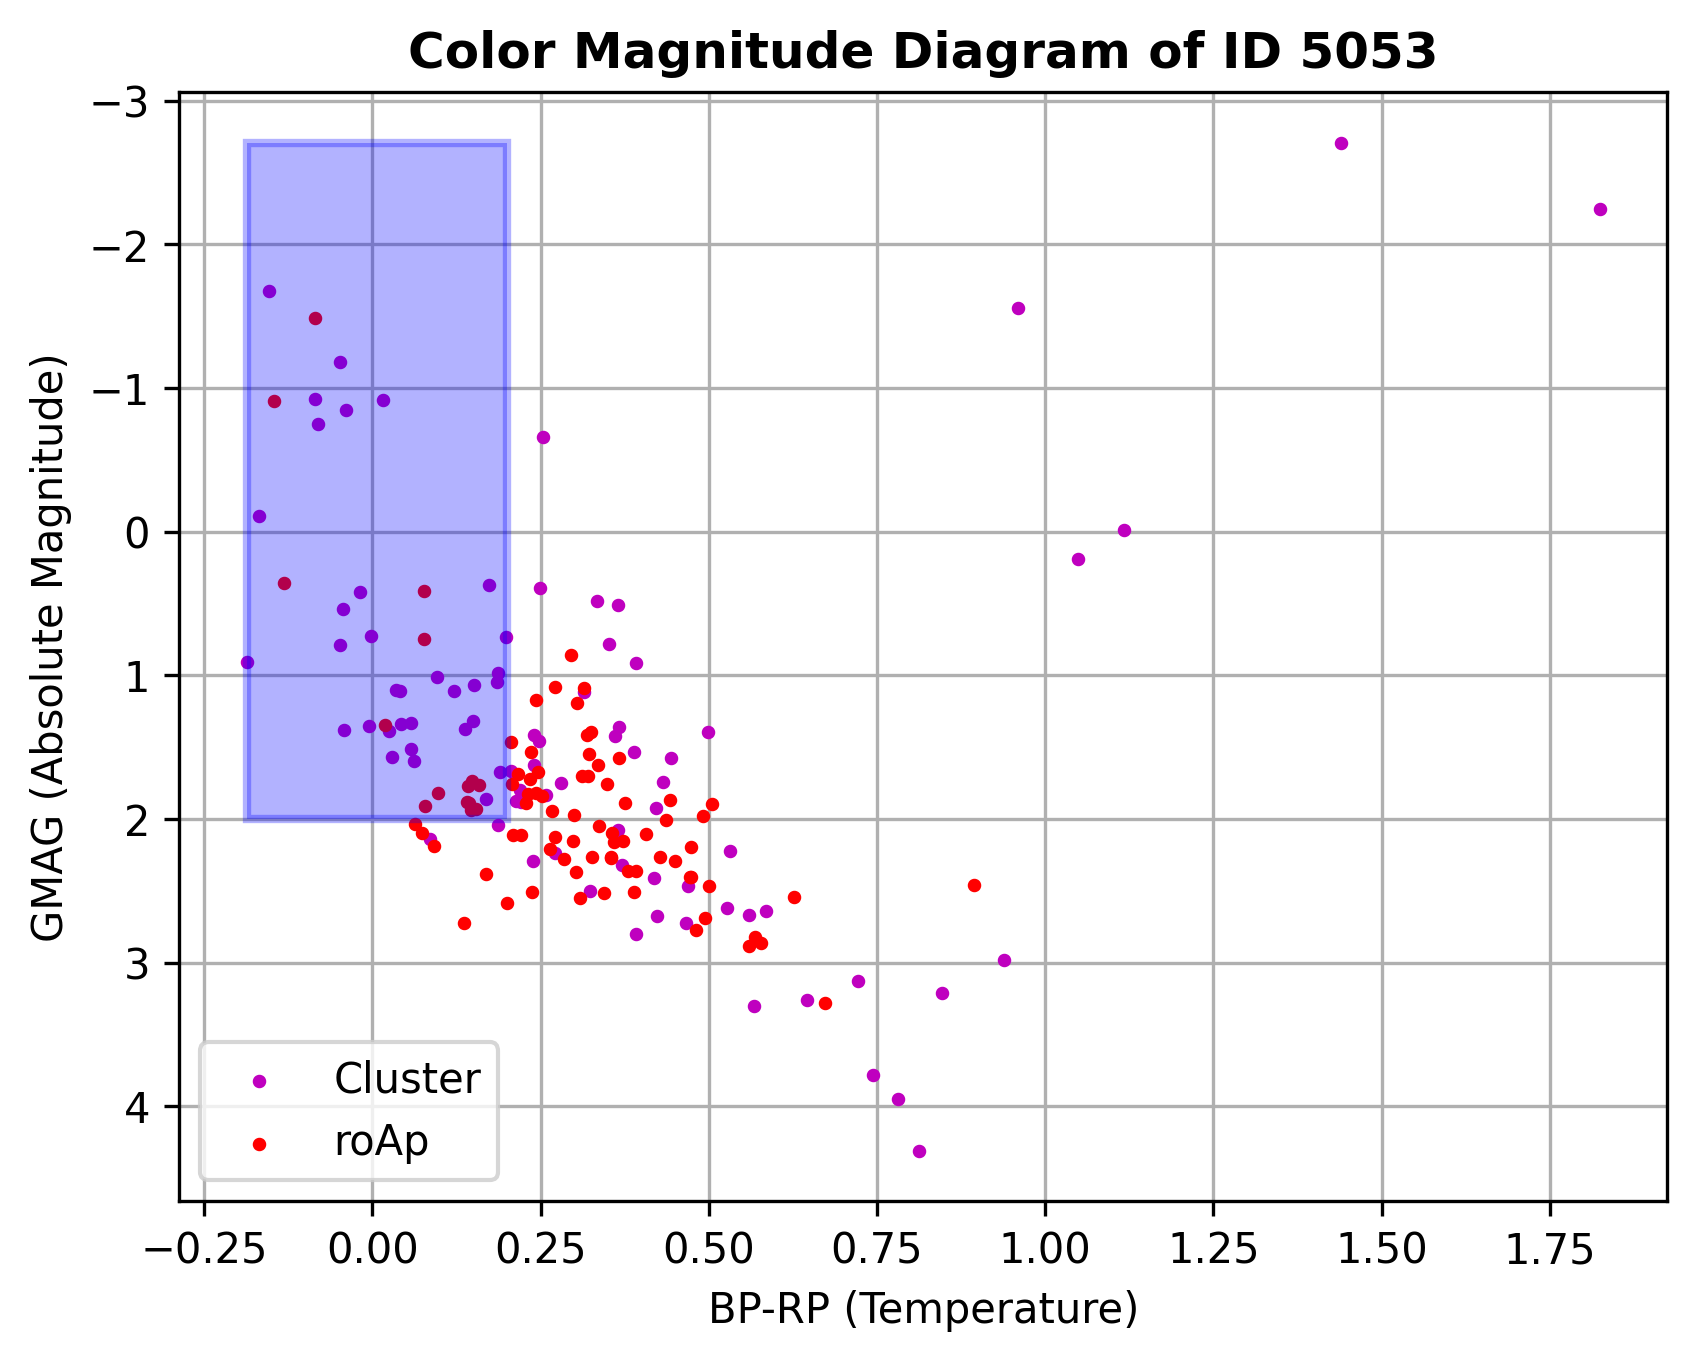 Color Magnitude Diagram of ID 5053
−3
−2
−1
0
1
2
3
4
GMAG (Absolute Magnitude)
Cluster
roAp
−0.25 0.00 0.25 0.50 0.75 1.00 1.25 1.50 1.75
BP-RP (Temperature)